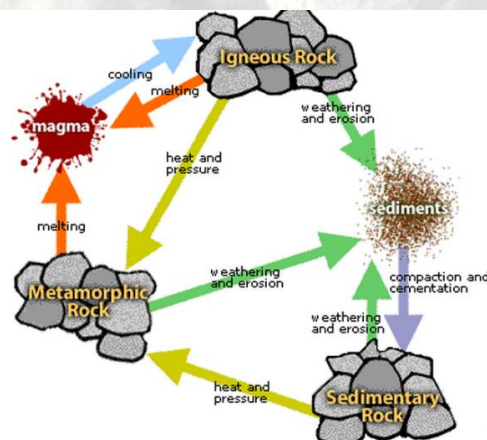 Igneous Rock
cooling
melting
magma
weathering
and erosion
heat and
pressure
sediments
melting
weathering
and erosion
compaction and
cementation
Metamorphic
Rock
weathering
and erosion
heat and
pressure
Sedimentary
Rock